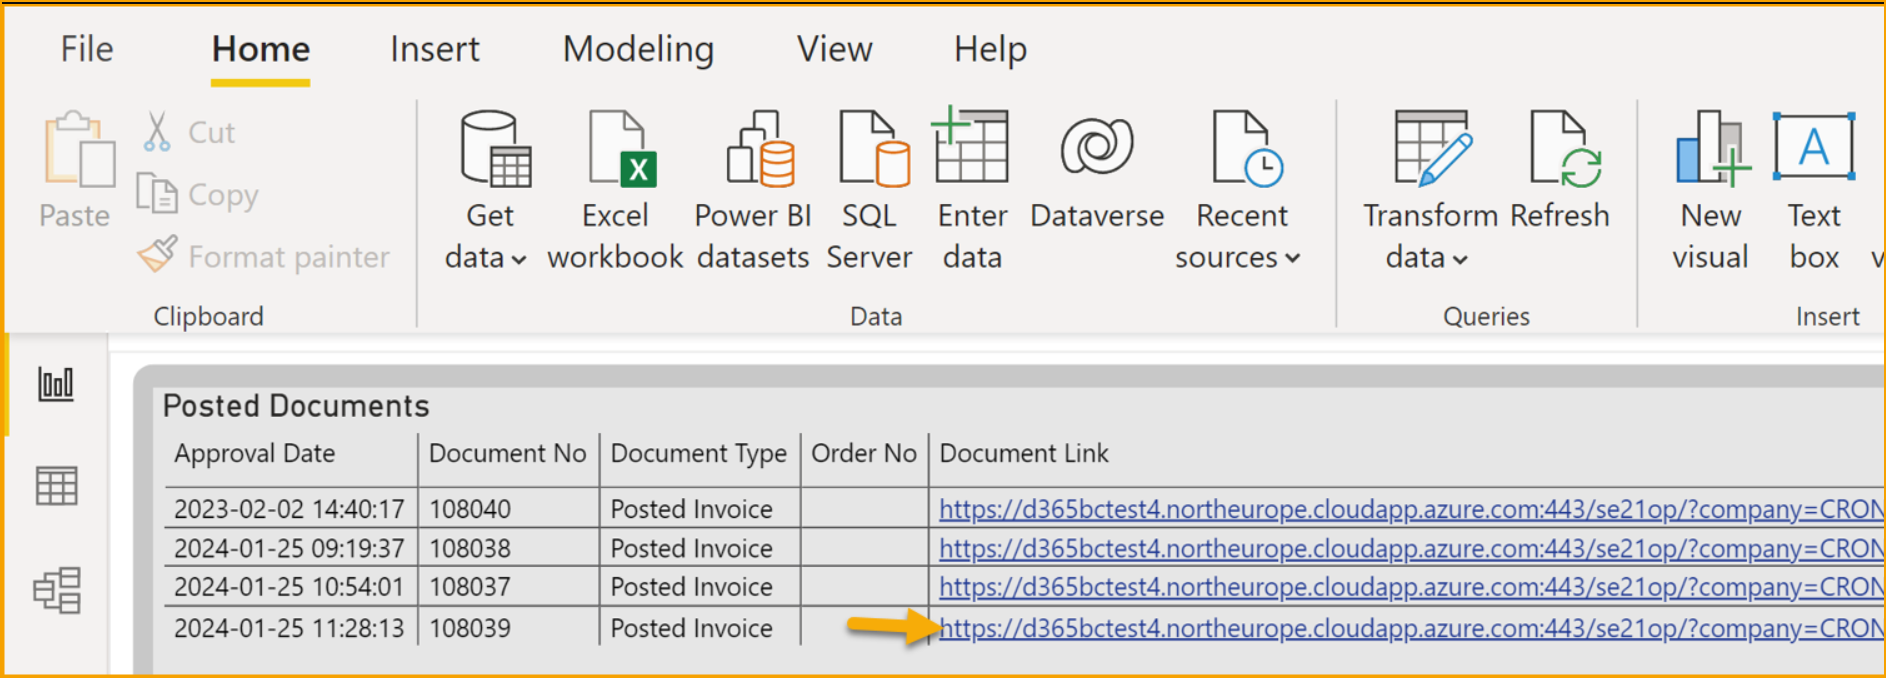 File Home Insert Modeling View Help
Paste
Cut
Copy
Format painter
Clipboard
Get data
Excel workbook
Power BI datasets
SQL Server
Enter data
Dataverse
Recent sources
Data
Transform data
Refresh
Queries
New visual
Text box
Insert
Posted Documents
Approval Date Document No Document Type Order No Document Link
2023-02-02 14:40:17 108040 Posted Invoice https://d365bctest4.northeurope.cloudapp.azure.com:443/se21op/?company=CRON
2024-01-25 09:19:37 108038 Posted Invoice https://d365bctest4.northeurope.cloudapp.azure.com:443/se21op/?company=CRON
2024-01-25 10:54:01 108037 Posted Invoice https://d365bctest4.northeurope.cloudapp.azure.com:443/se21op/?company=CRON
2024-01-25 11:28:13 108039 Posted Invoice https://d365bctest4.northeurope.cloudapp.azure.com:443/se21op/?company=CRON